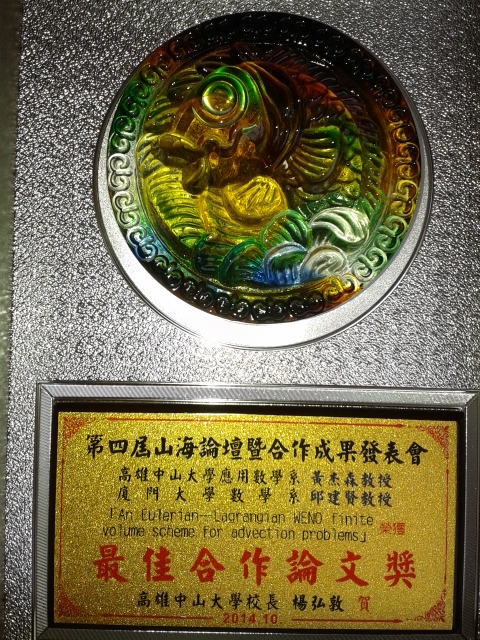 第四屆山海論壇暨合作成果發表會
高雄中山大學應用數學系 黃杰森教授
廈門大學數學系 邱建賢教授
「An Eulerian-Lagrangian WENO finite
volume scheme for advection problems」
榮獲
最佳合作論文獎
高雄中山大學校長 楊弘敦 賀
2014.10.